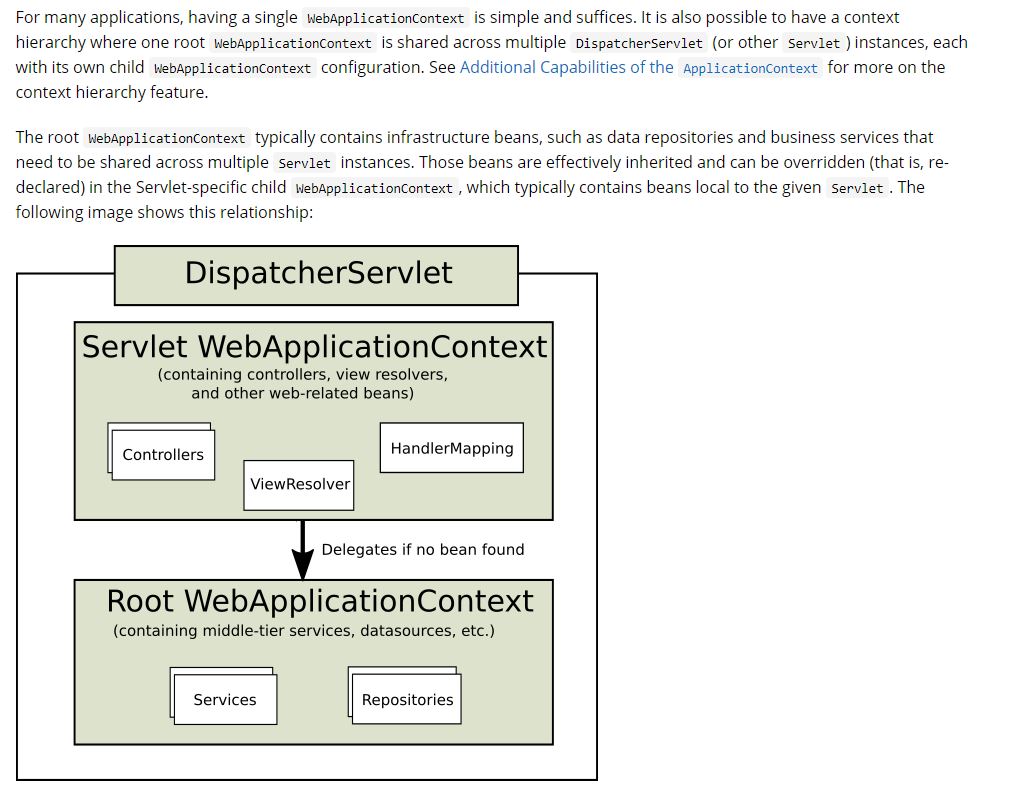 For many applications, having a single WebApplicationContext is simple and suffices. It is also possible to have a context
hierarchy where one root WebApplicationContext is shared across multiple DispatcherServlet (or other Servlet ) instances, each
with its own child WebApplicationContext configuration. See Additional Capabilities of the ApplicationContext for more on the
context hierarchy feature.
The root WebApplicationContext typically contains infrastructure beans, such as data repositories and business services that
need to be shared across multiple Servlet instances. Those beans are effectively inherited and can be overridden (that is, re-
declared) in the Servlet-specific child WebApplicationContext , which typically contains beans local to the given Servlet . The
following image shows this relationship:
DispatcherServlet
Servlet WebApplicationContext
(containing controllers, view resolvers,
and other web-related beans)
Controllers
ViewResolver
HandlerMapping
Delegates if no bean found
Root WebApplicationContext
(containing middle-tier services, datasources, etc.)
Services
Repositories